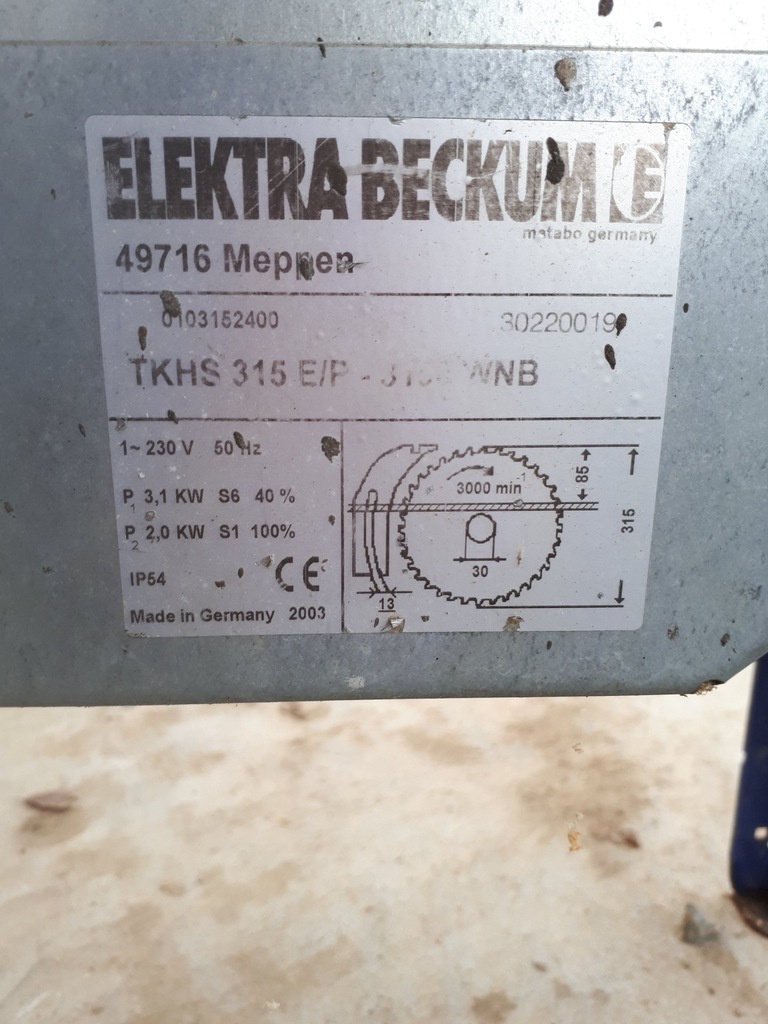 ELEKTRA BECKUM E
metabo germany
49716 Meppen
0103152400 30220019
TKHS 315 E/P - WNB
1~ 230 V 50 Hz
P1 3,1 KW S6 40 %
P2 2,0 KW S1 100%
IP54 CE
Made in Germany 2003
3000 min-1
85
315
30
13